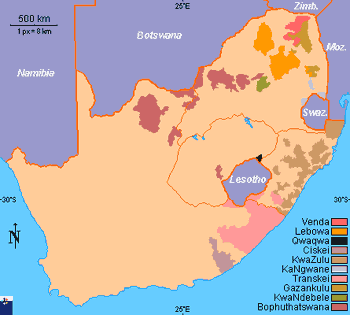 25°E
Zimb.
500 km
1 px = 8 km
Botswana
Moz.
Namibia
Swaz.
Lesotho
30°S
30°S
N
Venda
Lebowa
Qwaqwa
Ciskei
KwaZulu
KaNgwane
Transkei
Gazankulu
KwaNdebele
Bophuthatswana
25°E